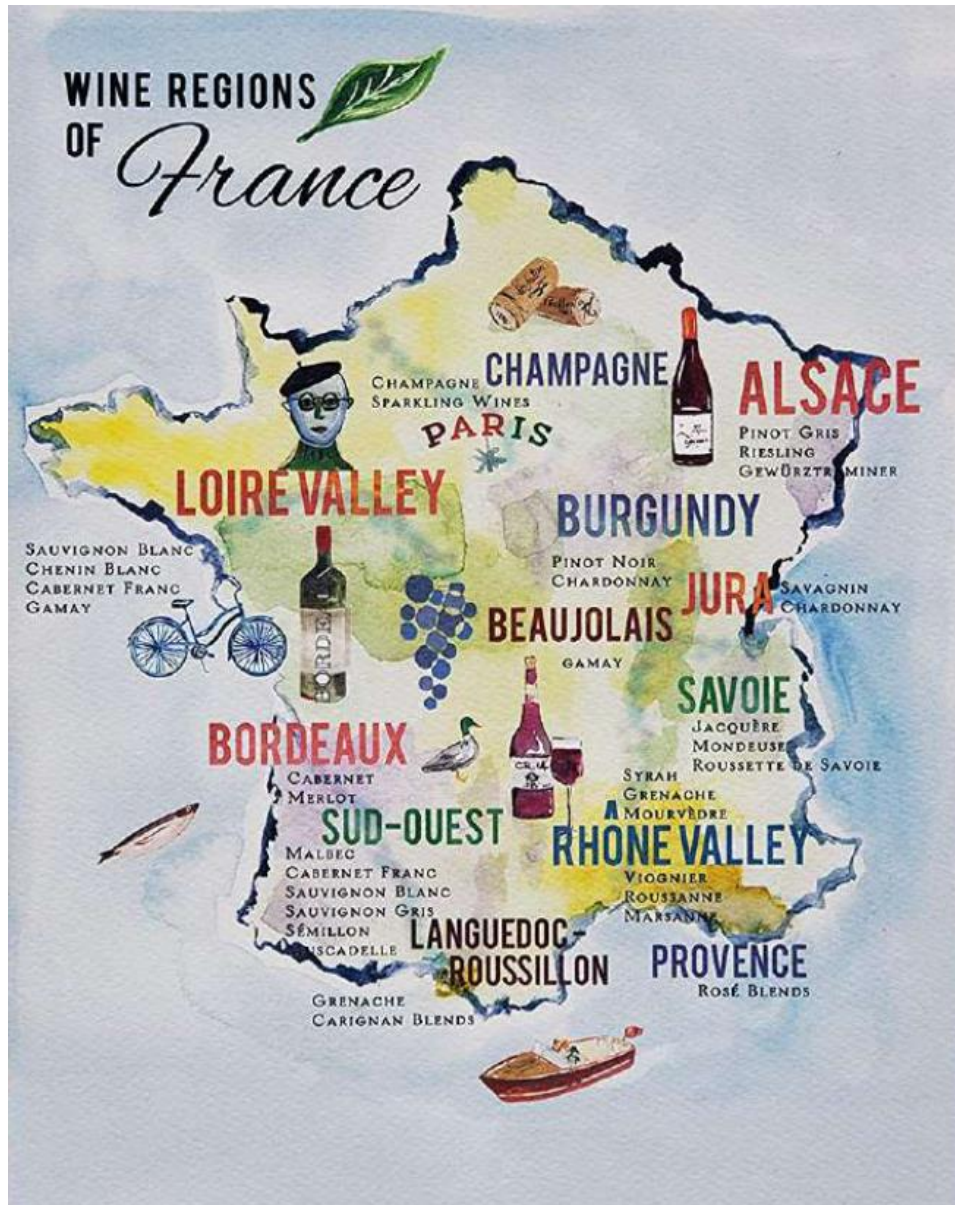 WINE REGIONS
OF France
CHAMPAGNE
CHAMPAGNE
SPARKLING WINES
PARIS
ALSACE
PINOT GRIS
RIESLING
GEWÜRZTRAMINER
LOIRE VALLEY
SAUVIGNON BLANC
CHENIN BLANC
CABERNET FRANC
GAMAY
BURGUNDY
PINOT NOIR
CHARDONNAY
JURA
SAVAGNIN
CHARDONNAY
BORDE
BEAUJOLAIS
GAMAY
SAVOIE
JACQUÈRE
MONDEUSE
ROUSSETTE DE SAVOIE
BORDEAUX
CABERNET
MERLOT
CRU
SUD-OUEST
MALBEC
CABERNET FRANC
SAUVIGNON BLANC
SAUVIGNON GRIS
SÉMILLON
MUSCADELLE
SYRAH
GRENACHE
MOURVÈDRE
RHÔNE VALLEY
VIOGNIER
ROUSSANNE
MARSANNE
LANGUEDOC-
ROUSSILLON
GRENACHE
CARIGNAN BLENDS
PROVENCE
ROSÉ BLENDS